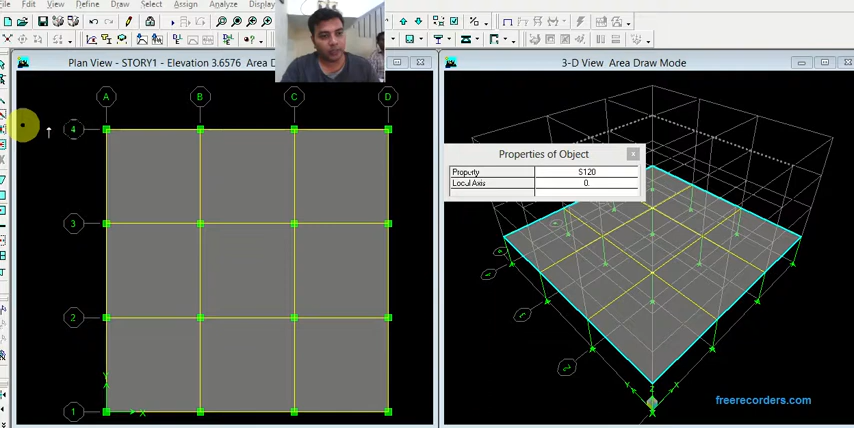 File Edit View Define Draw
Assign Analyze Display
Plan View - STORY1 - Elevation 3.6576 Area D
3-D View Area Draw Mode
A B C D
4
3
2
1
Y
X
Properties of Object
Property S120
Local Axis 0.
Z
Y X
freerecorders.com